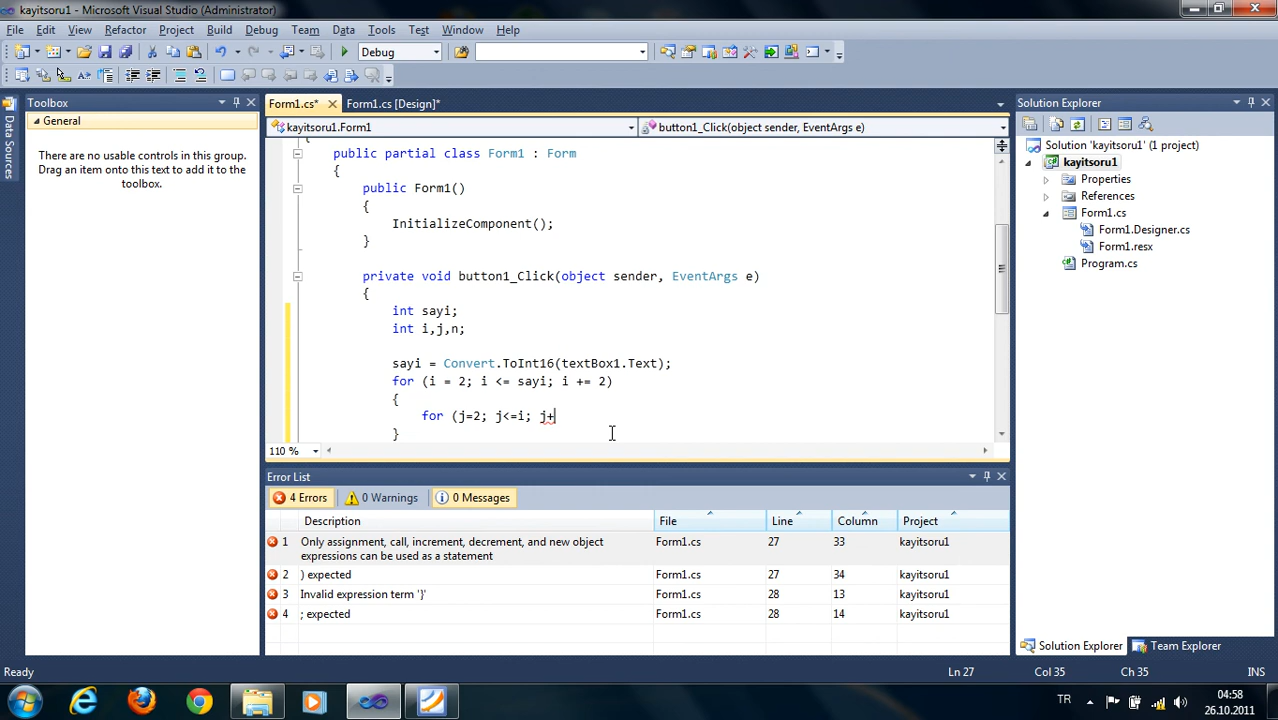 kayitsoru1 - Microsoft Visual Studio (Administrator)
File Edit View Refactor Project Build Debug Team Data Tools Test Window Help
Debug
Toolbox
General
There are no usable controls in this group. Drag an item onto this text to add it to the toolbox.
Data Sources
Form1.cs* Form1.cs [Design]*
kayitsoru1.Form1 button1_Click(object sender, EventArgs e)
public partial class Form1 : Form
{
public Form1()
{
InitializeComponent();
}
private void button1_Click(object sender, EventArgs e)
{
int sayi;
int i,j,n;
sayi = Convert.ToInt16(textBox1.Text);
for (i = 2; i <= sayi; i += 2)
{
for (j=2; j<=i; j+
}
110 %
Solution Explorer
Solution 'kayitsoru1' (1 project)
kayitsoru1
Properties
References
Form1.cs
Form1.Designer.cs
Form1.resx
Program.cs
Error List
4 Errors 0 Warnings 0 Messages
Description File Line Column Project
1 Only assignment, call, increment, decrement, and new object expressions can be used as a statement Form1.cs 27 33 kayitsoru1
2 ) expected Form1.cs 27 34 kayitsoru1
3 Invalid expression term '}' Form1.cs 28 13 kayitsoru1
4 ; expected Form1.cs 28 14 kayitsoru1
Solution Explorer Team Explorer
Ready Ln 27 Col 35 Ch 35 INS
TR 04:58
26.10.2011